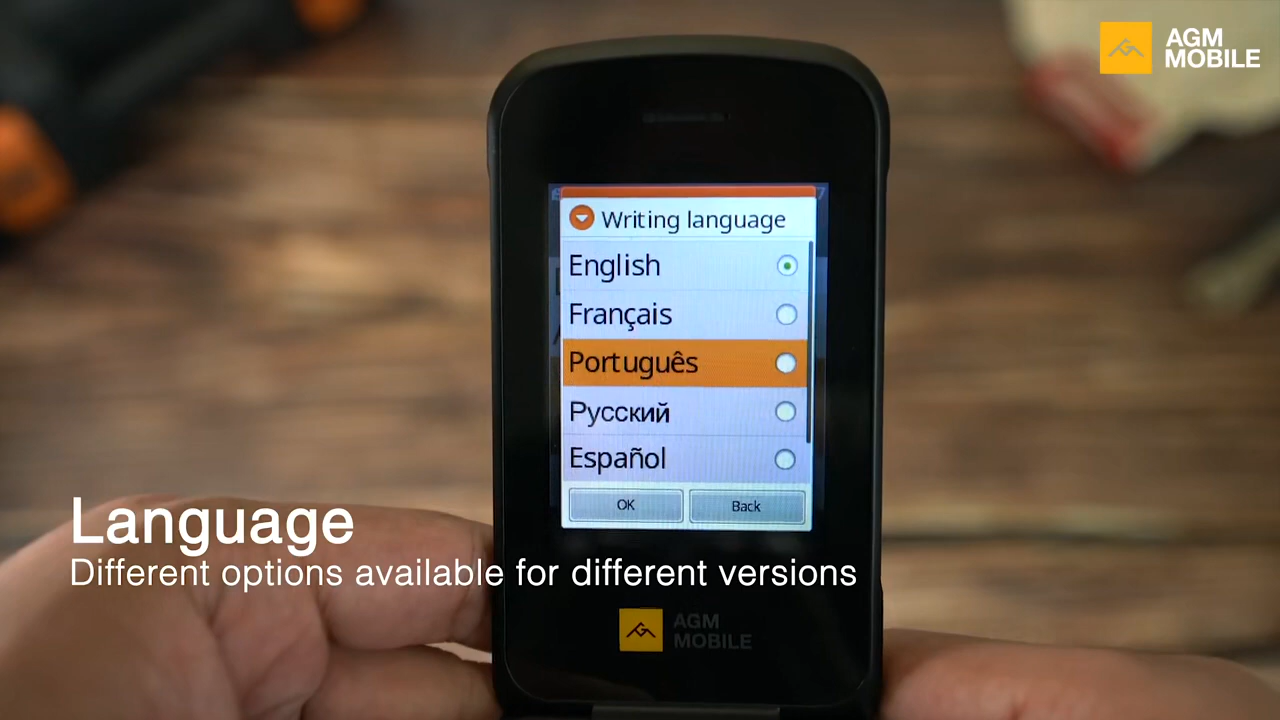 AGM
MOBILE
Writing language
English
Français
Português
Русский
Español
OK
Back
Language
Different options available for different versions
AGM
MOBILE